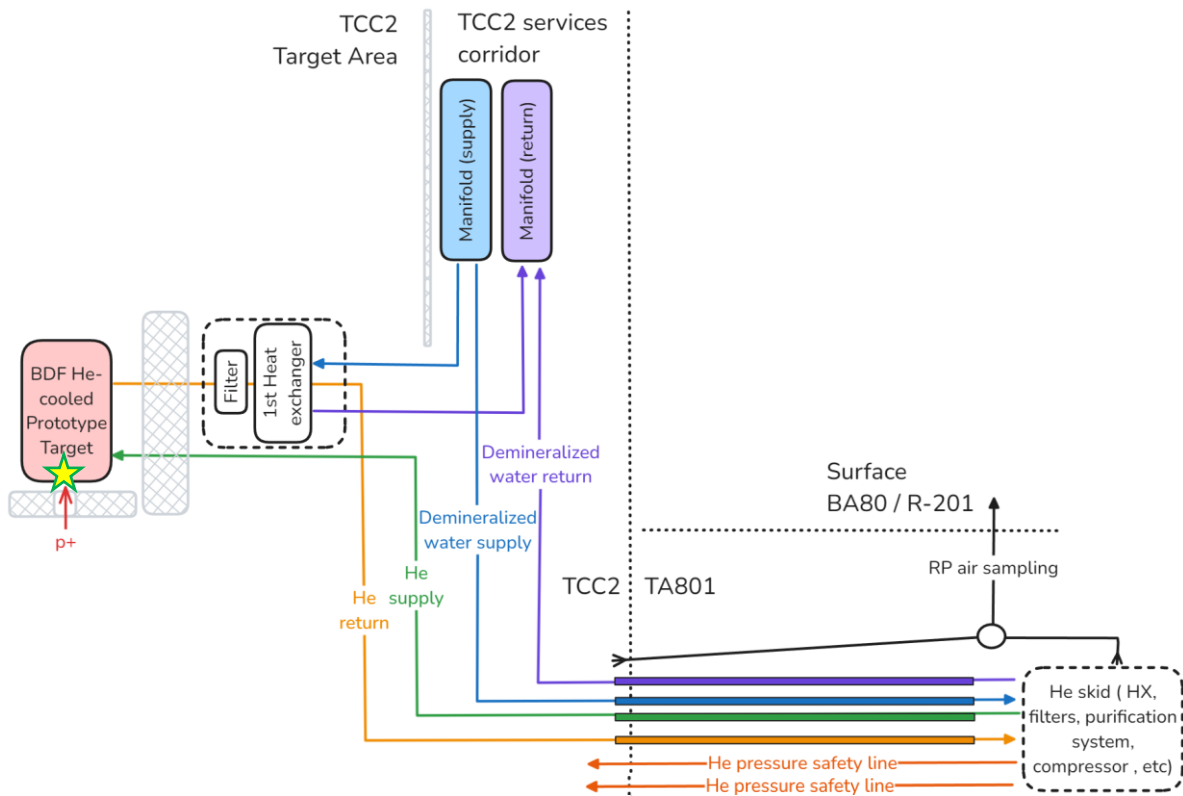 TCC2
Target Area
TCC2 services
corridor
Manifold (supply)
Manifold (return)
BDF He-
cooled
Prototype
Target
Filter
1st Heat
exchanger
p+
Demineralized
water return
Demineralized
water supply
He
supply
He
return
Surface
BA80 / R-201
RP air sampling
TCC2
TA801
He skid ( HX,
filters, purification
system,
compressor , etc)
He pressure safety line
He pressure safety line